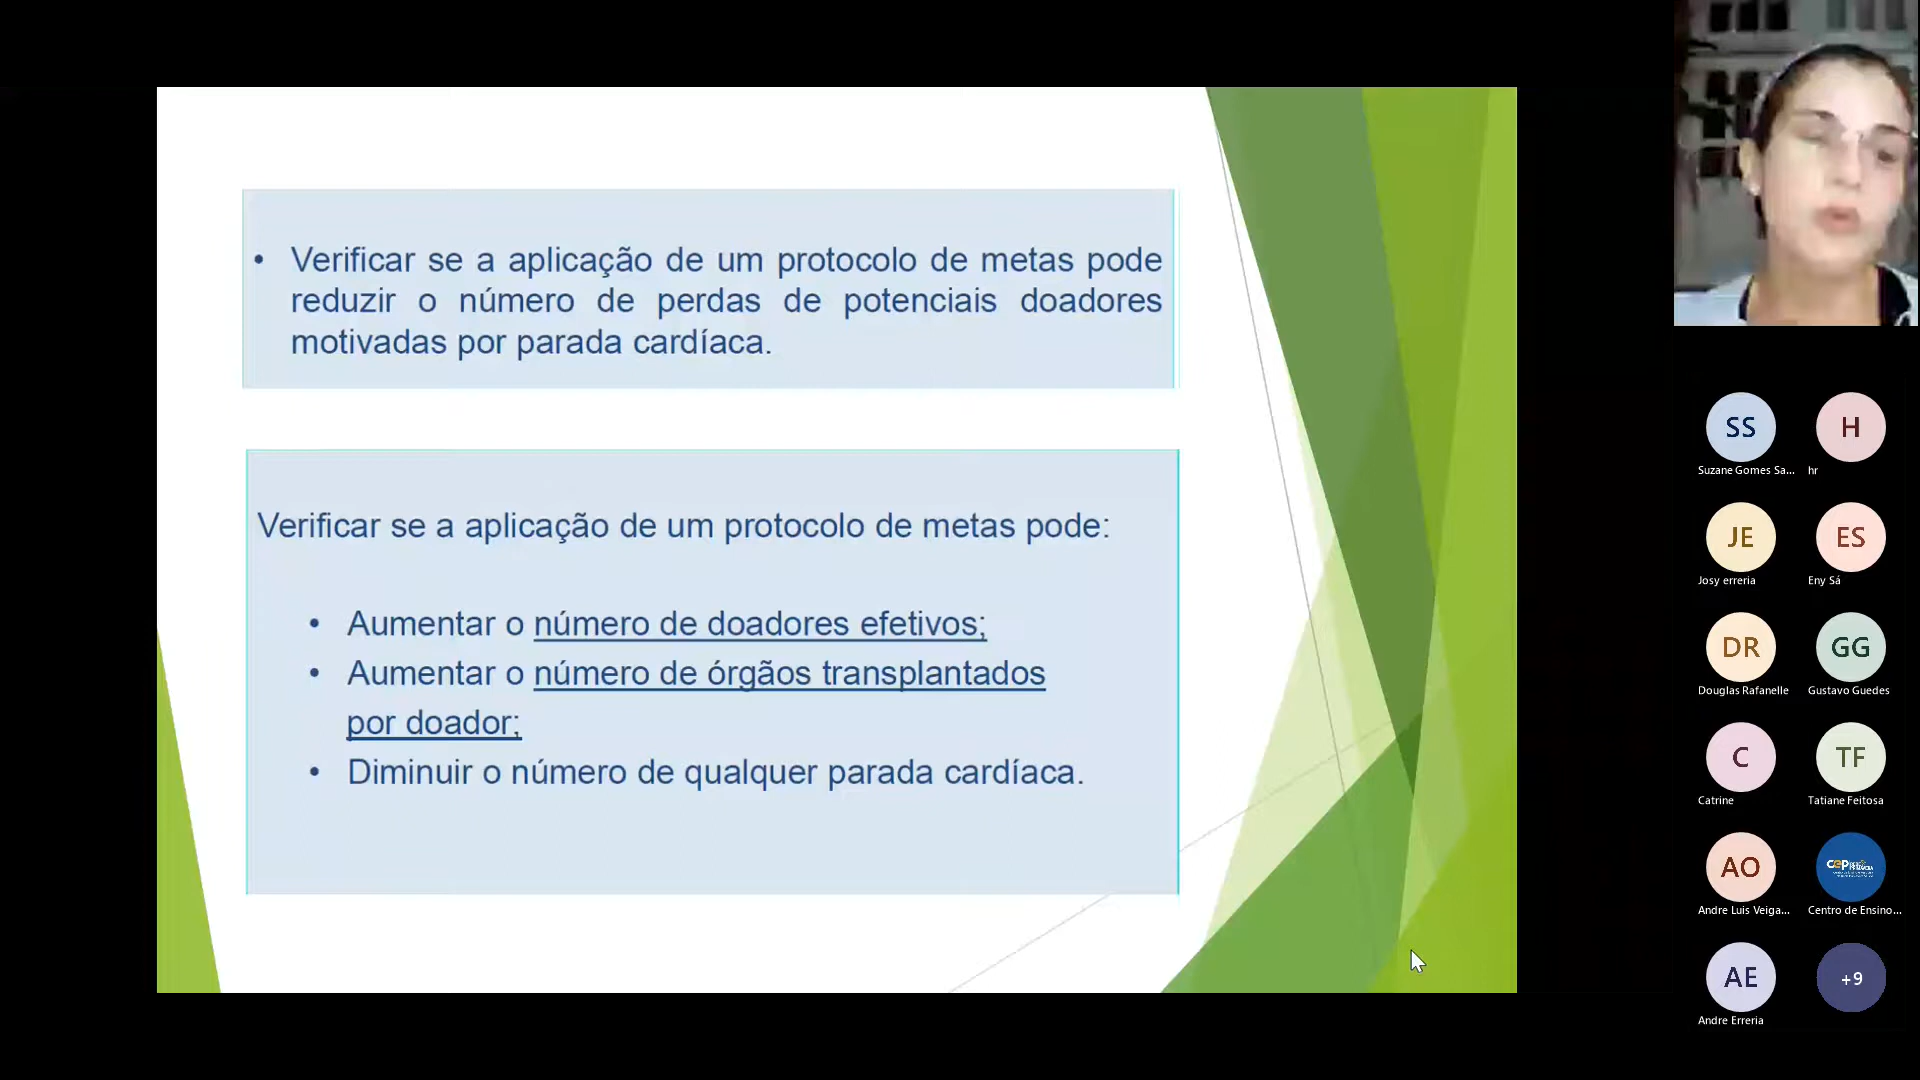 • Verificar se a aplicação de um protocolo de metas pode
reduzir o número de perdas de potenciais doadores
motivadas por parada cardíaca.
Verificar se a aplicação de um protocolo de metas pode:
• Aumentar o número de doadores efetivos;
• Aumentar o número de órgãos transplantados
por doador;
• Diminuir o número de qualquer parada cardíaca.
SS
H
Suzane Gomes Sa...
hr
JE
ES
Josy erreria
Eny Sá
DR
GG
Douglas Rafanelle
Gustavo Guedes
C
TF
Catrine
Tatiane Feitosa
AO
Andre Luis Veiga...
Centro de Ensino...
AE
+9
Andre Erreria